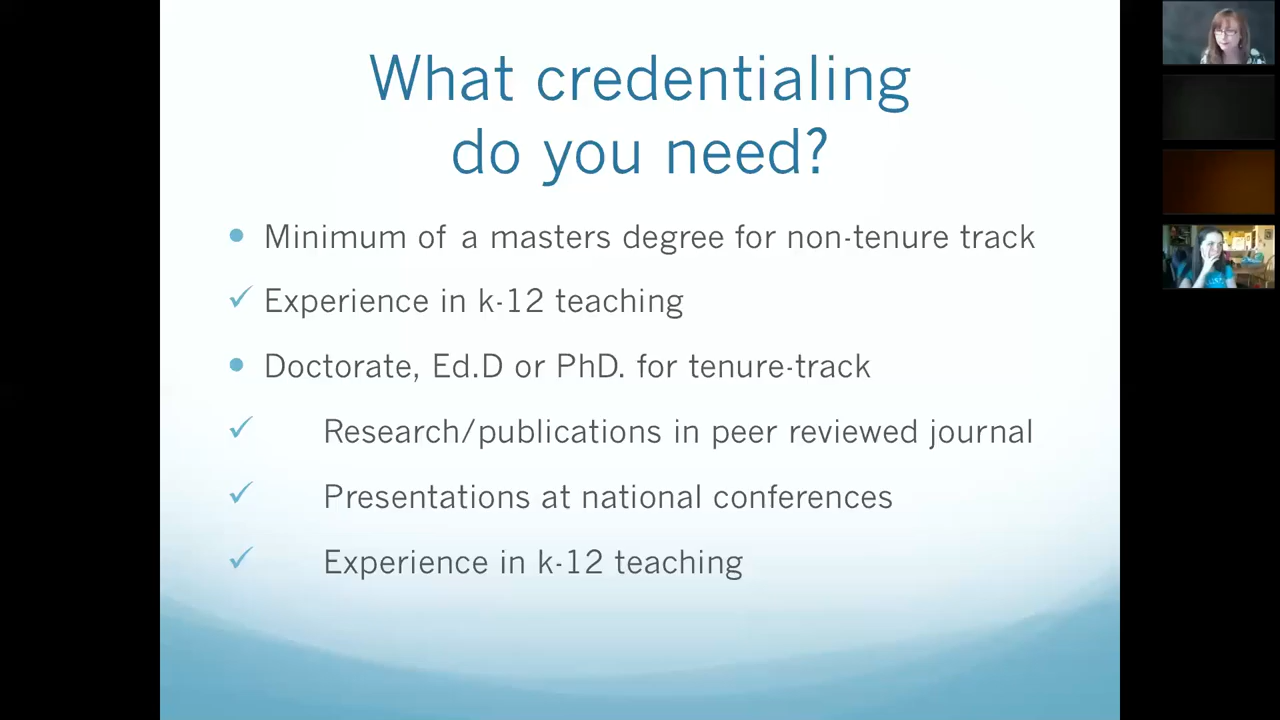 What credentialing
do you need?
Minimum of a masters degree for non-tenure track
Experience in k-12 teaching
Doctorate, Ed.D or PhD. for tenure-track
Research/publications in peer reviewed journal
Presentations at national conferences
Experience in k-12 teaching